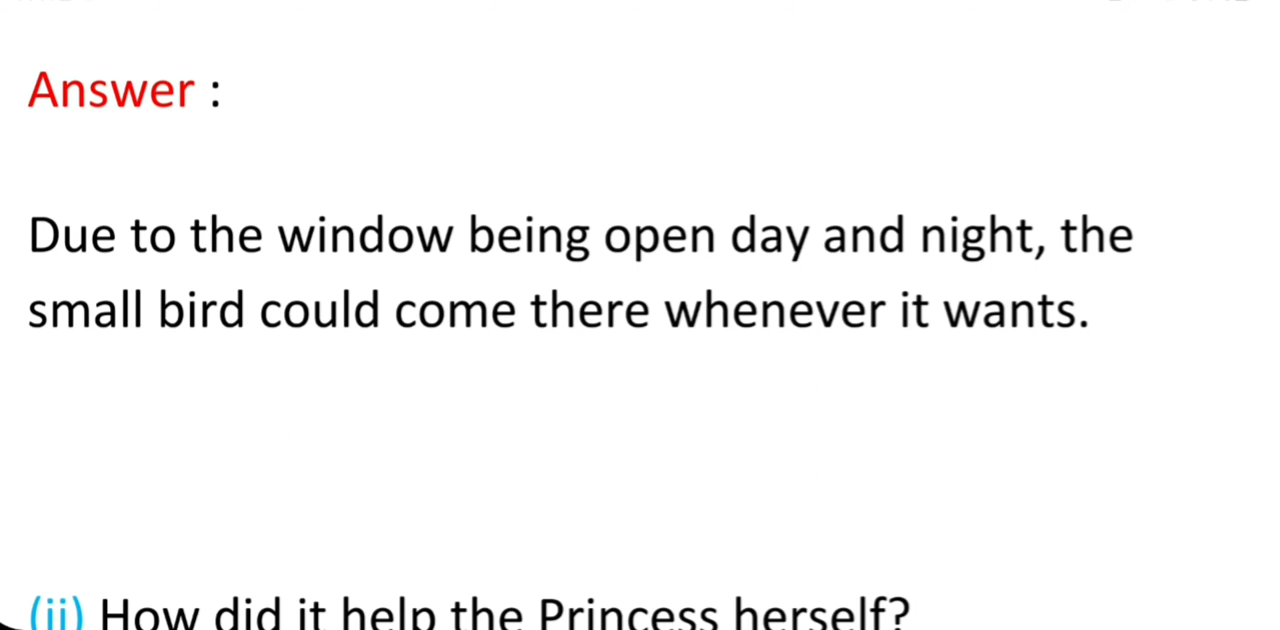 Answer :
Due to the window being open day and night, the
small bird could come there whenever it wants.
(ii) How did it help the Princess herself?